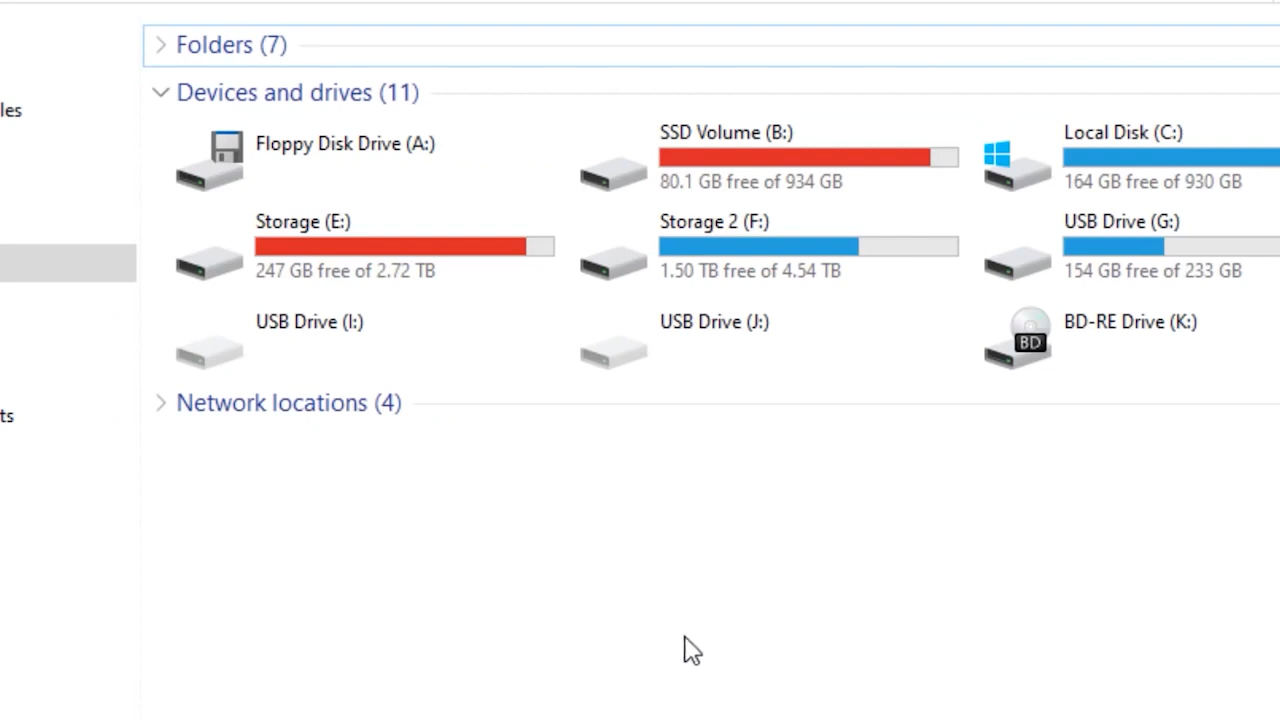 Folders (7)
Devices and drives (11)
les
Floppy Disk Drive (A:)
SSD Volume (B:)
80.1 GB free of 934 GB
Local Disk (C:)
164 GB free of 930 GB
Storage (E:)
247 GB free of 2.72 TB
Storage 2 (F:)
1.50 TB free of 4.54 TB
USB Drive (G:)
154 GB free of 233 GB
USB Drive (I:)
USB Drive (J:)
BD-RE Drive (K:)
BD
Network locations (4)
ts